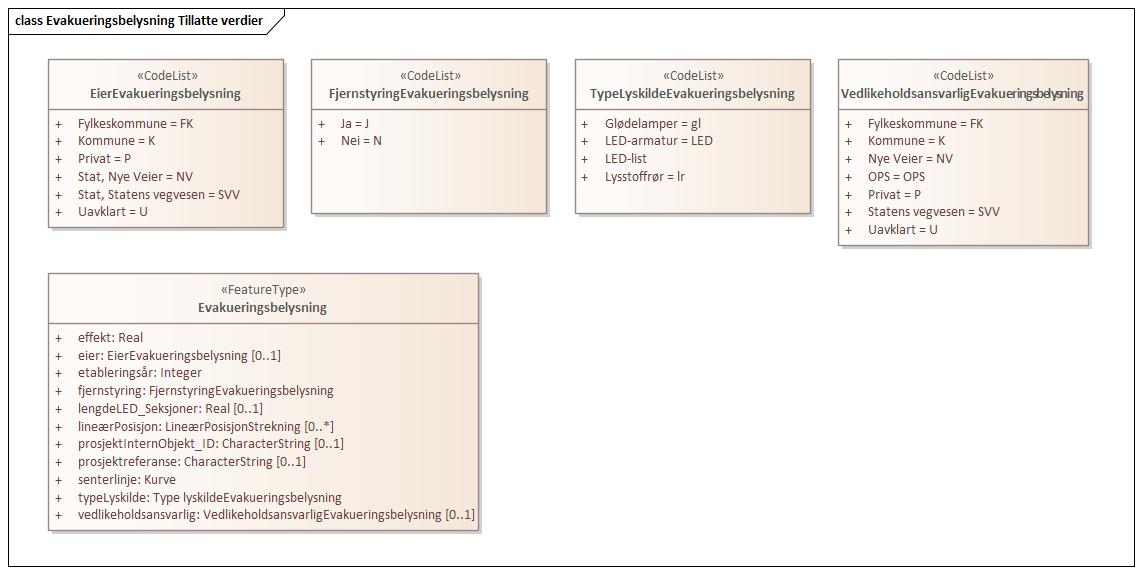 class Evakueringsbelysning Tillatte verdier
«CodeList»
EierEvakueringsbelysning
+ Fylkeskommune = FK
+ Kommune = K
+ Privat = P
+ Stat, Nye Veier = NV
+ Stat, Statens vegvesen = SVV
+ Uavklart = U
«CodeList»
FjernstyringEvakueringsbelysning
+ Ja = J
+ Nei = N
«CodeList»
TypeLyskildeEvakueringsbelysning
+ Glødelamper = gl
+ LED-armatur = LED
+ LED-list
+ Lysstoffrør = lr
«CodeList»
VedlikeholdsansvarligEvakueringsbelysning
+ Fylkeskommune = FK
+ Kommune = K
+ Nye Veier = NV
+ OPS = OPS
+ Privat = P
+ Statens vegvesen = SVV
+ Uavklart = U
«FeatureType»
Evakueringsbelysning
+ effekt: Real
+ eier: EierEvakueringsbelysning [0..1]
+ etableringsår: Integer
+ fjernstyring: FjernstyringEvakueringsbelysning
+ lengdeLED_Seksjoner: Real [0..1]
+ lineærPosisjon: LineærPosisjonStrekning [0..*]
+ prosjektInternObjekt_ID: CharacterString [0..1]
+ prosjektreferanse: CharacterString [0..1]
+ senterlinje: Kurve
+ typeLyskilde: Type lyskildeEvakueringsbelysning
+ vedlikeholdsansvarlig: VedlikeholdsansvarligEvakueringsbelysning [0..1]